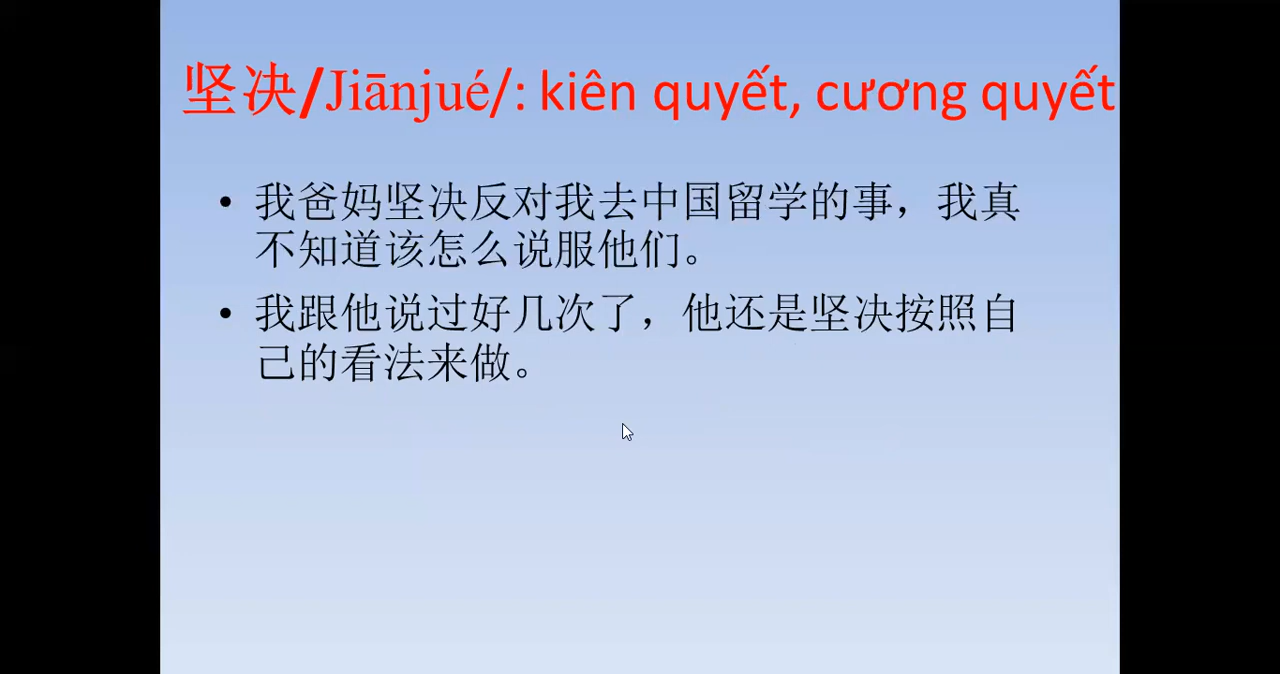 坚决/Jiānjué/: kiên quyết, cương quyết
• 我爸妈坚决反对我去中国留学的事，我真
不知道该怎么说服他们。
• 我跟他说过好几次了，他还是坚决按照自
己的看法来做。